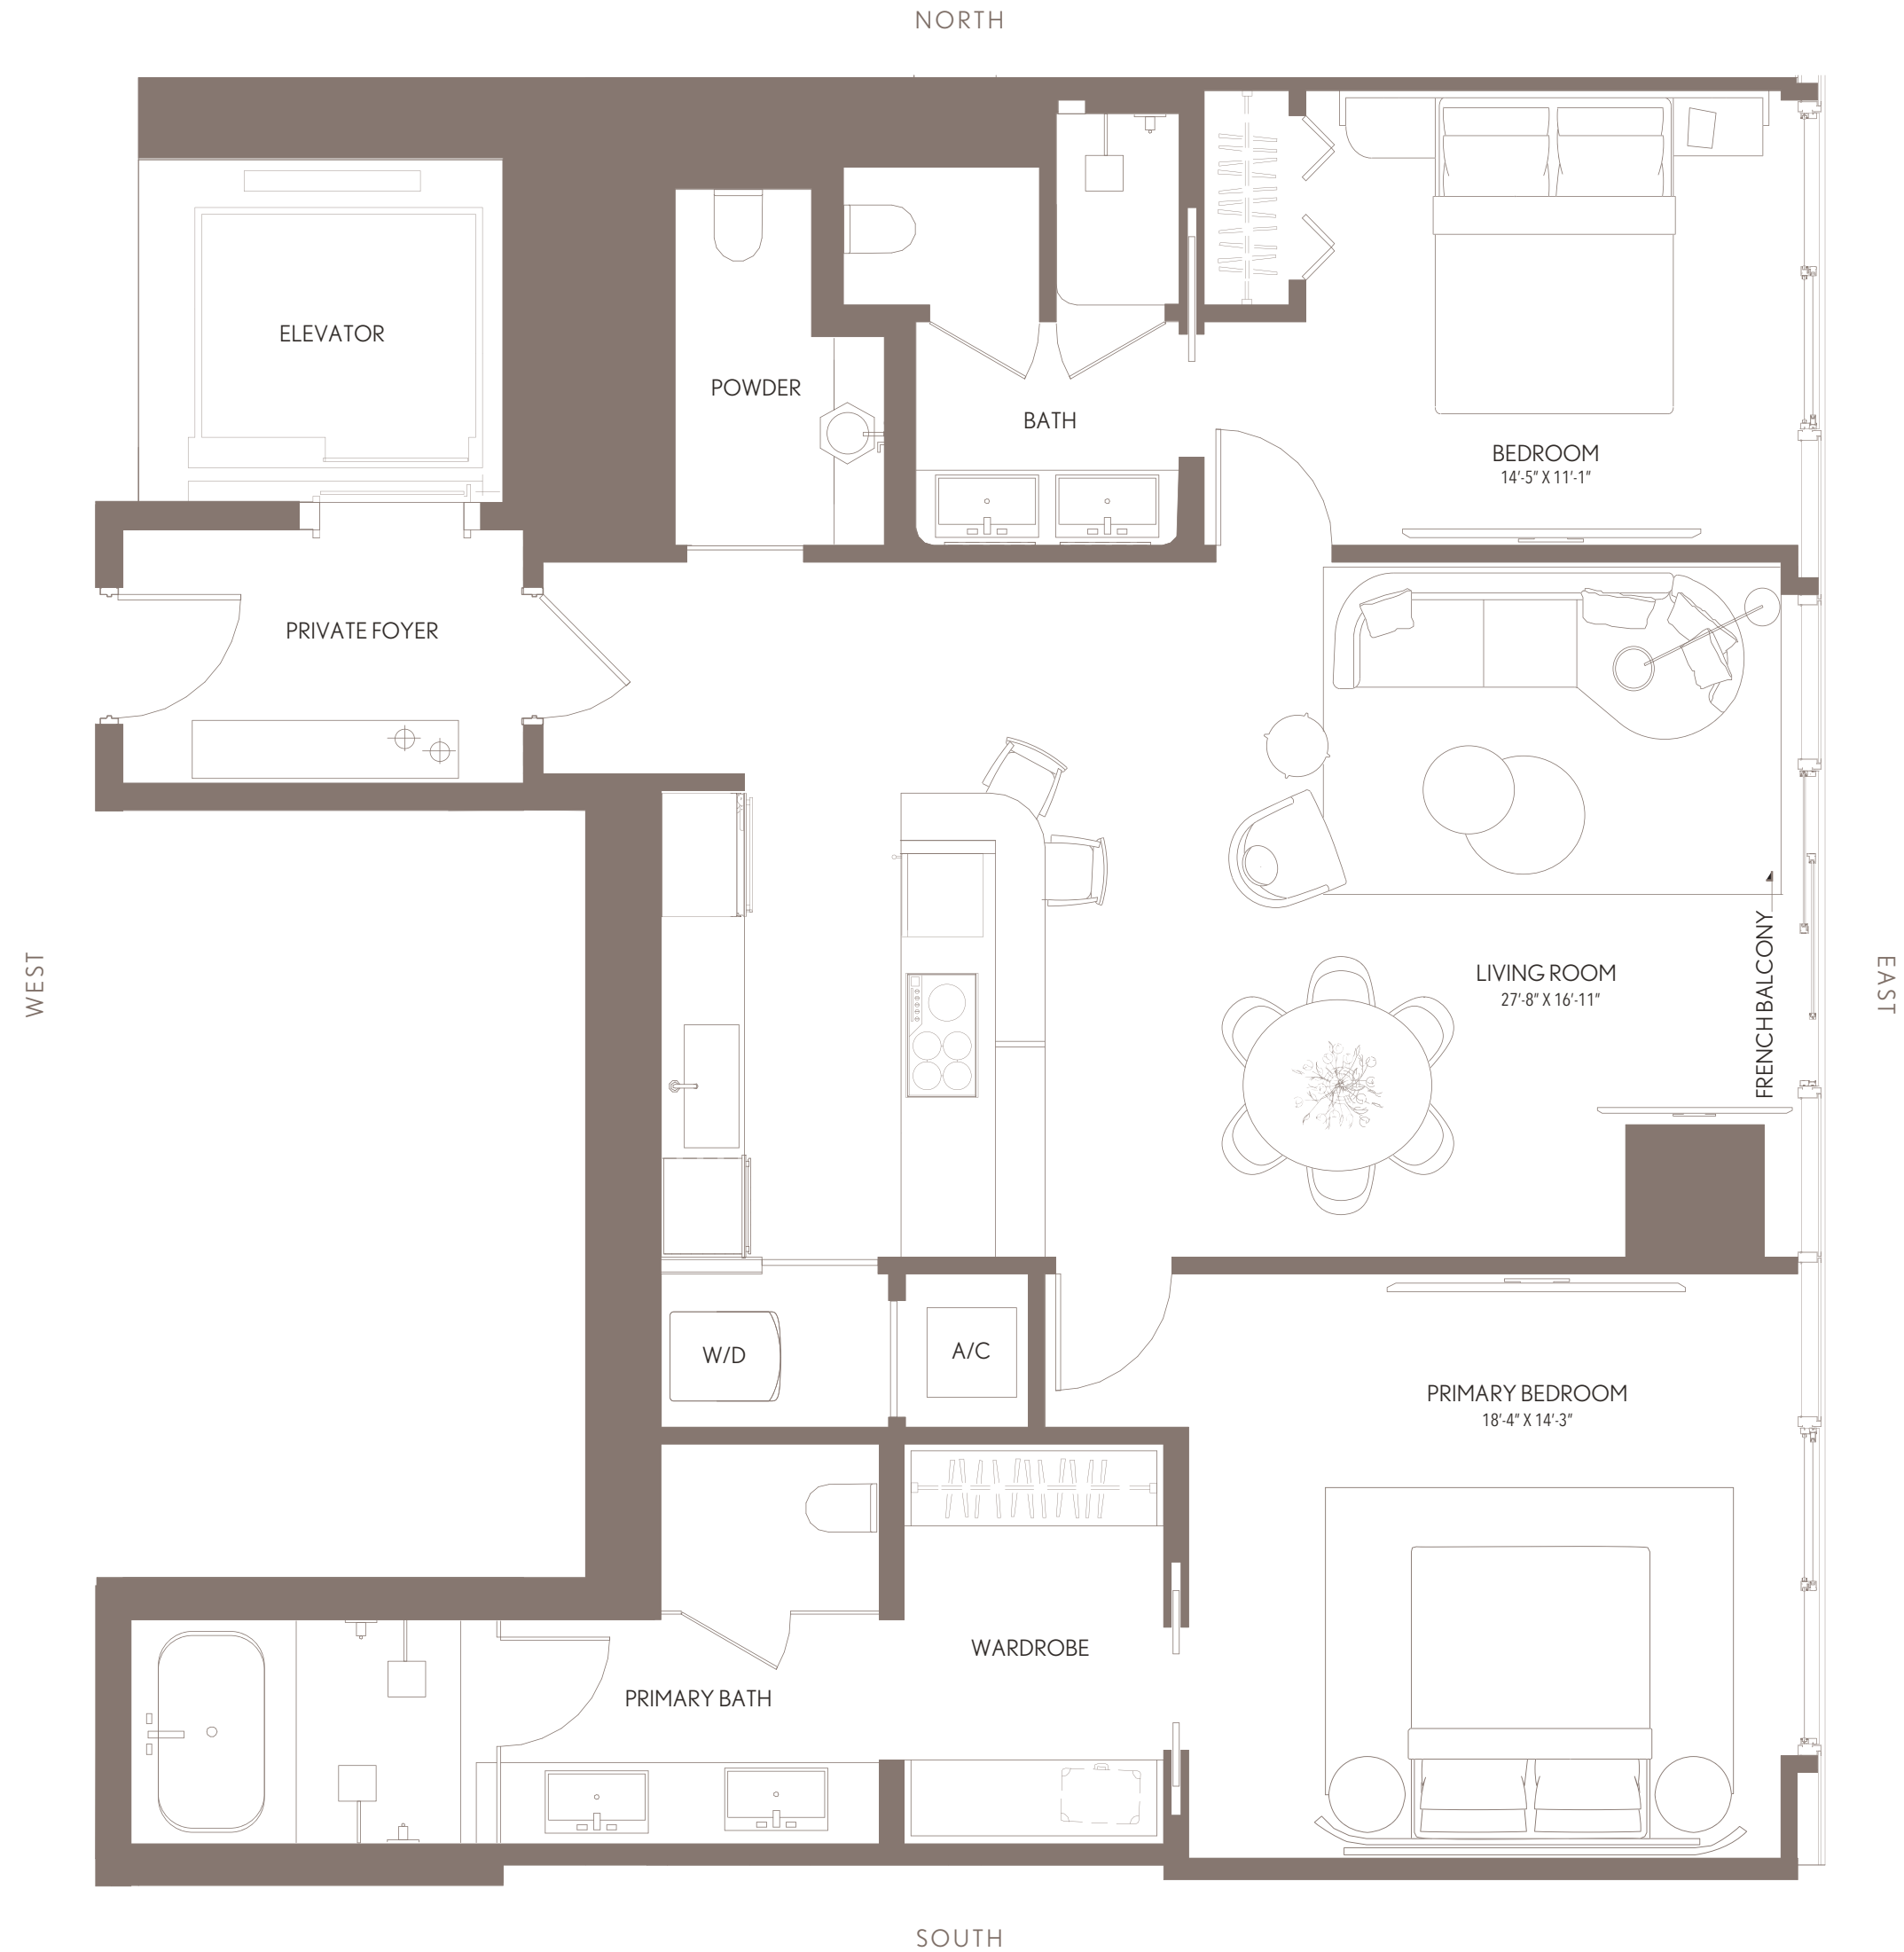 NORTH
ELEVATOR
POWDER
BATH
BEDROOM
14'-5" X 11'-1"
PRIVATE FOYER
WEST
EAST
LIVING ROOM
27'-8" X 16'-11"
FRENCH BALCONY
W/D
A/C
PRIMARY BEDROOM
18'-4" X 14'-3"
WARDROBE
PRIMARY BATH
SOUTH